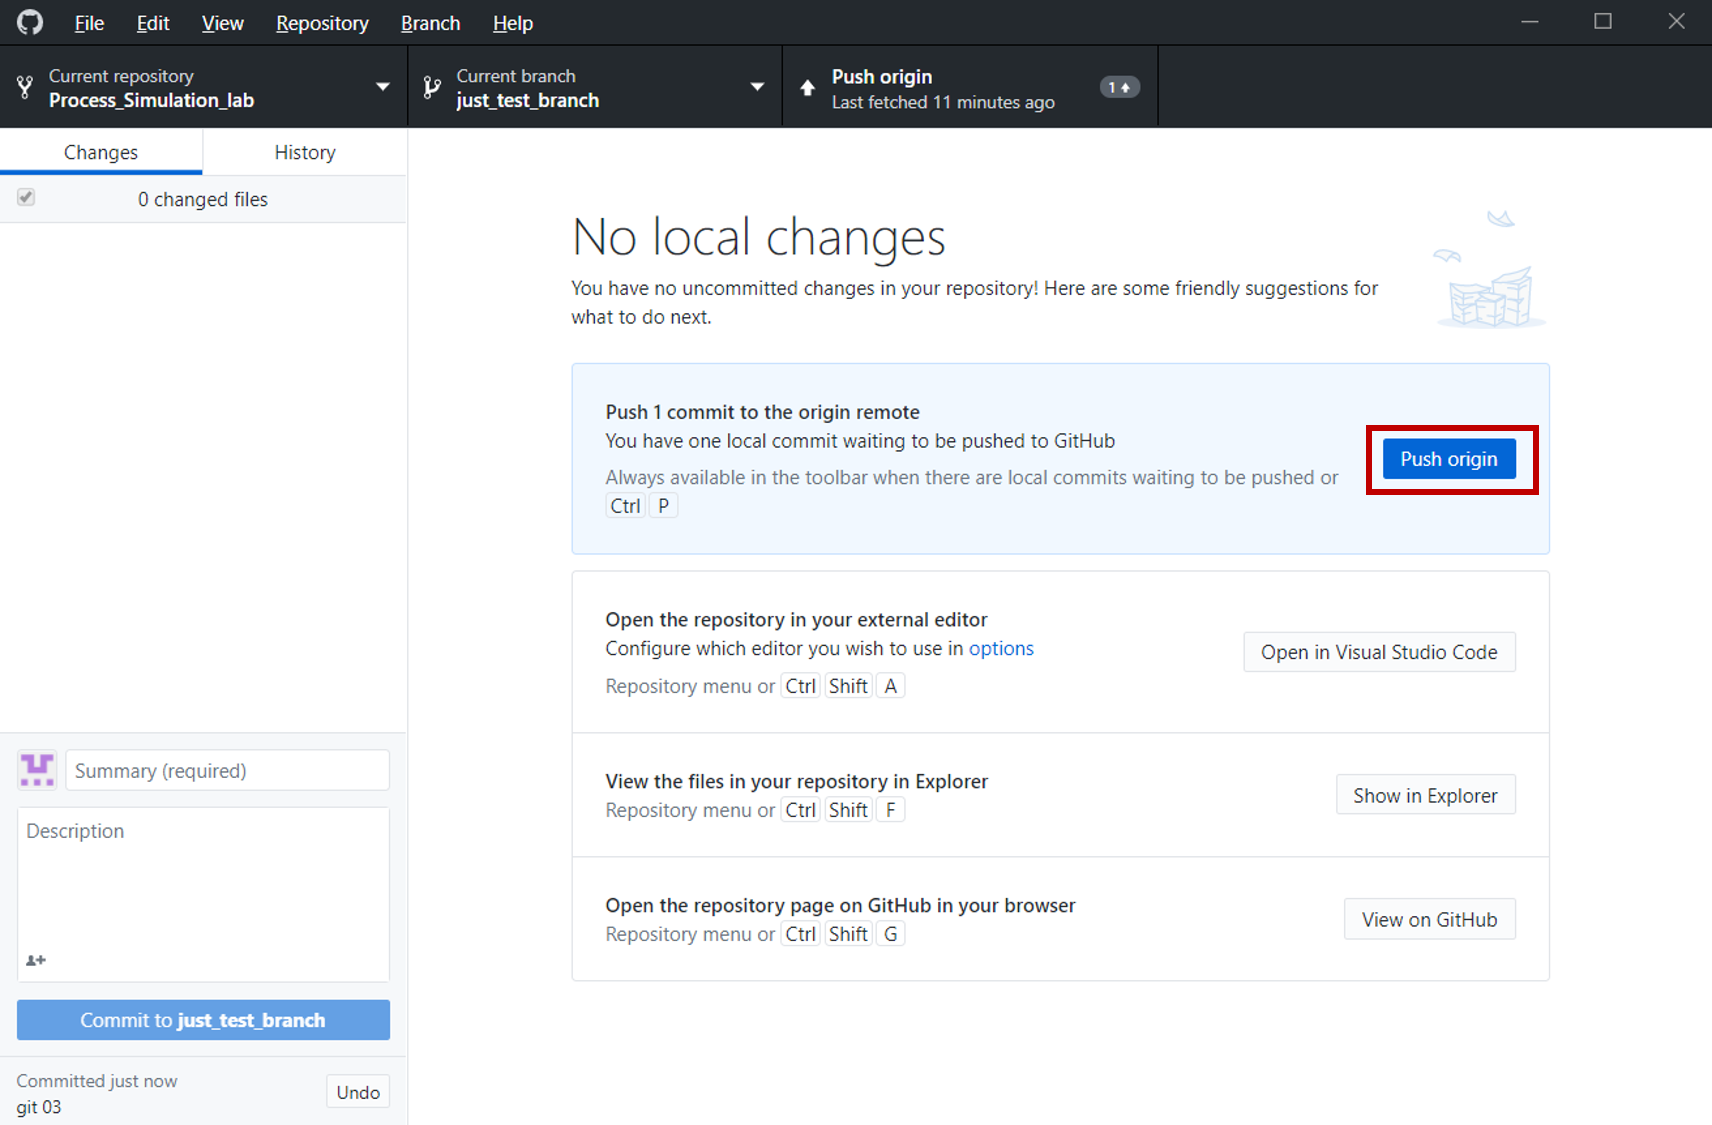 File Edit View Repository Branch Help
Current repository
Process_Simulation_lab
Current branch
just_test_branch
Push origin
Last fetched 11 minutes ago
1
Changes
History
0 changed files
No local changes
You have no uncommitted changes in your repository! Here are some friendly suggestions for
what to do next.
Push 1 commit to the origin remote
You have one local commit waiting to be pushed to GitHub
Always available in the toolbar when there are local commits waiting to be pushed or
Ctrl P
Push origin
Open the repository in your external editor
Configure which editor you wish to use in options
Repository menu or Ctrl Shift A
Open in Visual Studio Code
View the files in your repository in Explorer
Repository menu or Ctrl Shift F
Show in Explorer
Open the repository page on GitHub in your browser
Repository menu or Ctrl Shift G
View on GitHub
Summary (required)
Description
Commit to just_test_branch
Committed just now
git 03
Undo